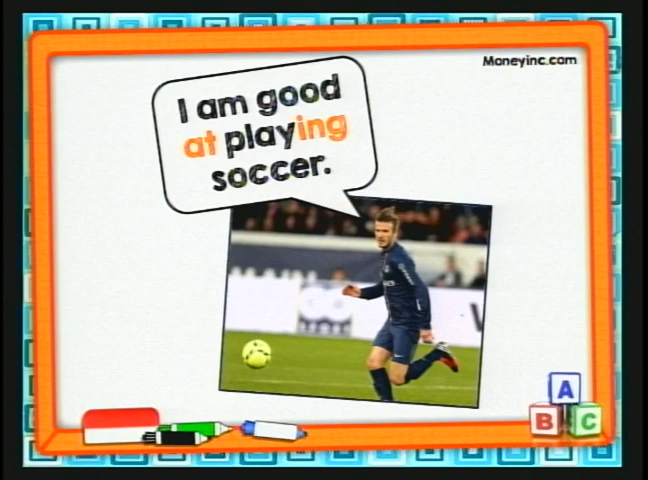 Moneyinc.com
I am good
at playing
soccer.
A
B C